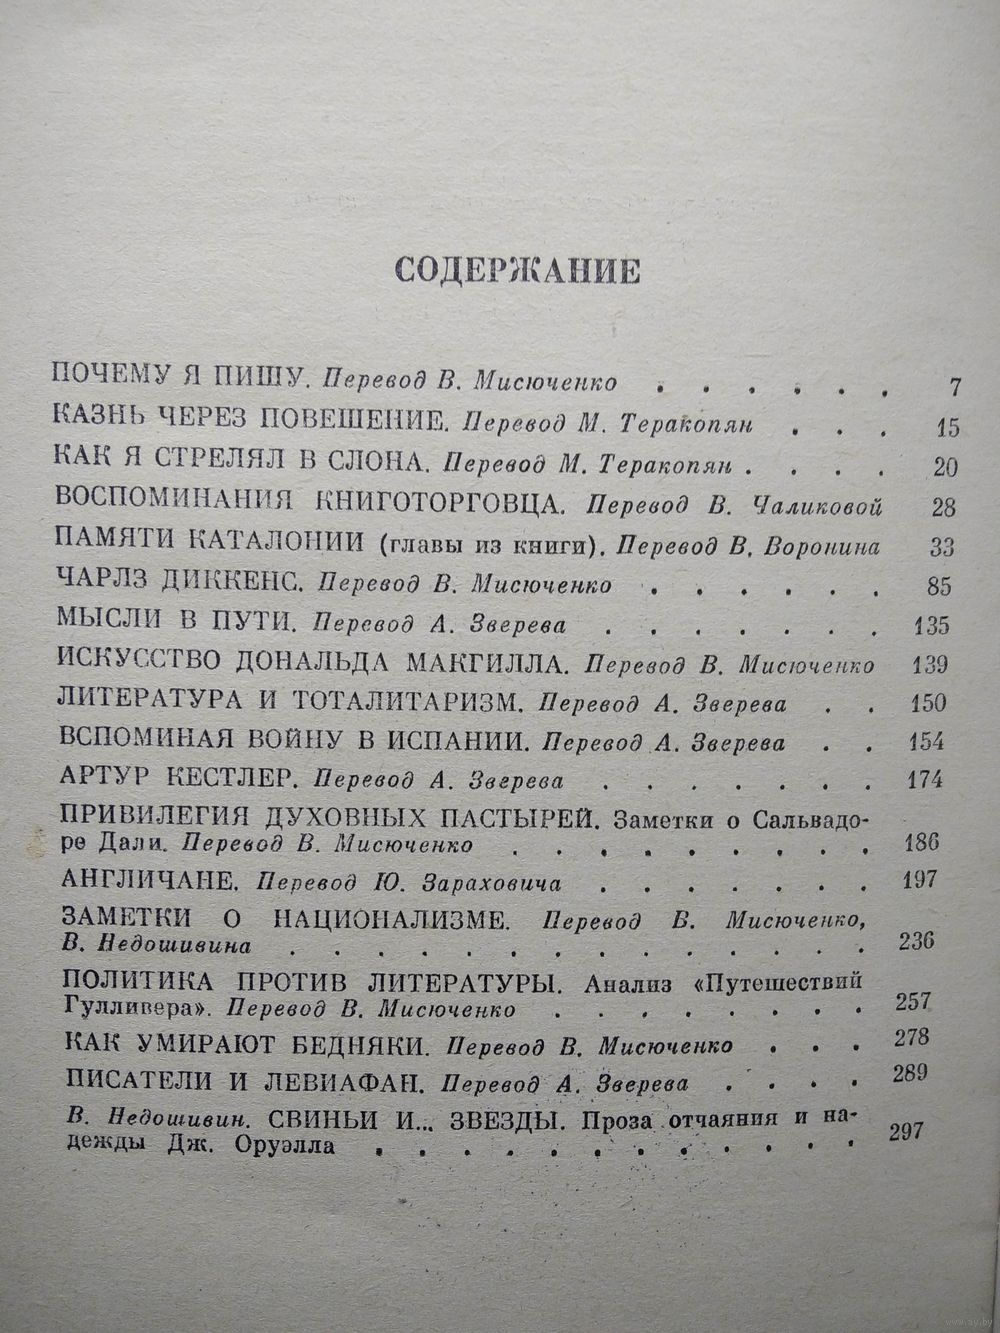 СОДЕРЖАНИЕ
ПОЧЕМУ Я ПИШУ. Перевод В. Мисюченко . . . . . . 7
КАЗНЬ ЧЕРЕЗ ПОВЕШЕНИЕ. Перевод М. Теракопян . . . 15
КАК Я СТРЕЛЯЛ В СЛОНА. Перевод М. Теракопян . . . . 20
ВОСПОМИНАНИЯ КНИГОТОРГОВЦА. Перевод В. Чаликовой 28
ПАМЯТИ КАТАЛОНИИ (главы из книги). Перевод В. Воронина 33
ЧАРЛЗ ДИККЕНС. Перевод В. Мисюченко . . . . . . 85
МЫСЛИ В ПУТИ. Перевод А. Зверева . . . . . . . 135
ИСКУССТВО ДОНАЛЬДА МАКГИЛЛА. Перевод В. Мисюченко 139
ЛИТЕРАТУРА И ТОТАЛИТАРИЗМ. Перевод А. Зверева . . 150
ВСПОМИНАЯ ВОЙНУ В ИСПАНИИ. Перевод А. Зверева . . 154
АРТУР КЕСТЛЕР. Перевод А. Зверева . . . . . . . 174
ПРИВИЛЕГИЯ ДУХОВНЫХ ПАСТЫРЕЙ. Заметки о Сальвадо-
ре Дали. Перевод В. Мисюченко . . . . . . . . . 186
АНГЛИЧАНЕ. Перевод Ю. Зараховича . . . . . . . 197
ЗАМЕТКИ О НАЦИОНАЛИЗМЕ. Перевод В. Мисюченко,
В. Недошивина . . . . . . . . . . . . . . 236
ПОЛИТИКА ПРОТИВ ЛИТЕРАТУРЫ. Анализ «Путешествий
Гулливера». Перевод В. Мисюченко . . . . . . . . 257
КАК УМИРАЮТ БЕДНЯКИ. Перевод В. Мисюченко . . . 278
ПИСАТЕЛИ И ЛЕВИАФАН. Перевод А. Зверева . . . . 289
В. Недошивин. СВИНЬИ И... ЗВЕЗДЫ. Проза отчаяния и на-
дежды Дж. Оруэлла . . . . . . . . . . . . 297
www.ay.by